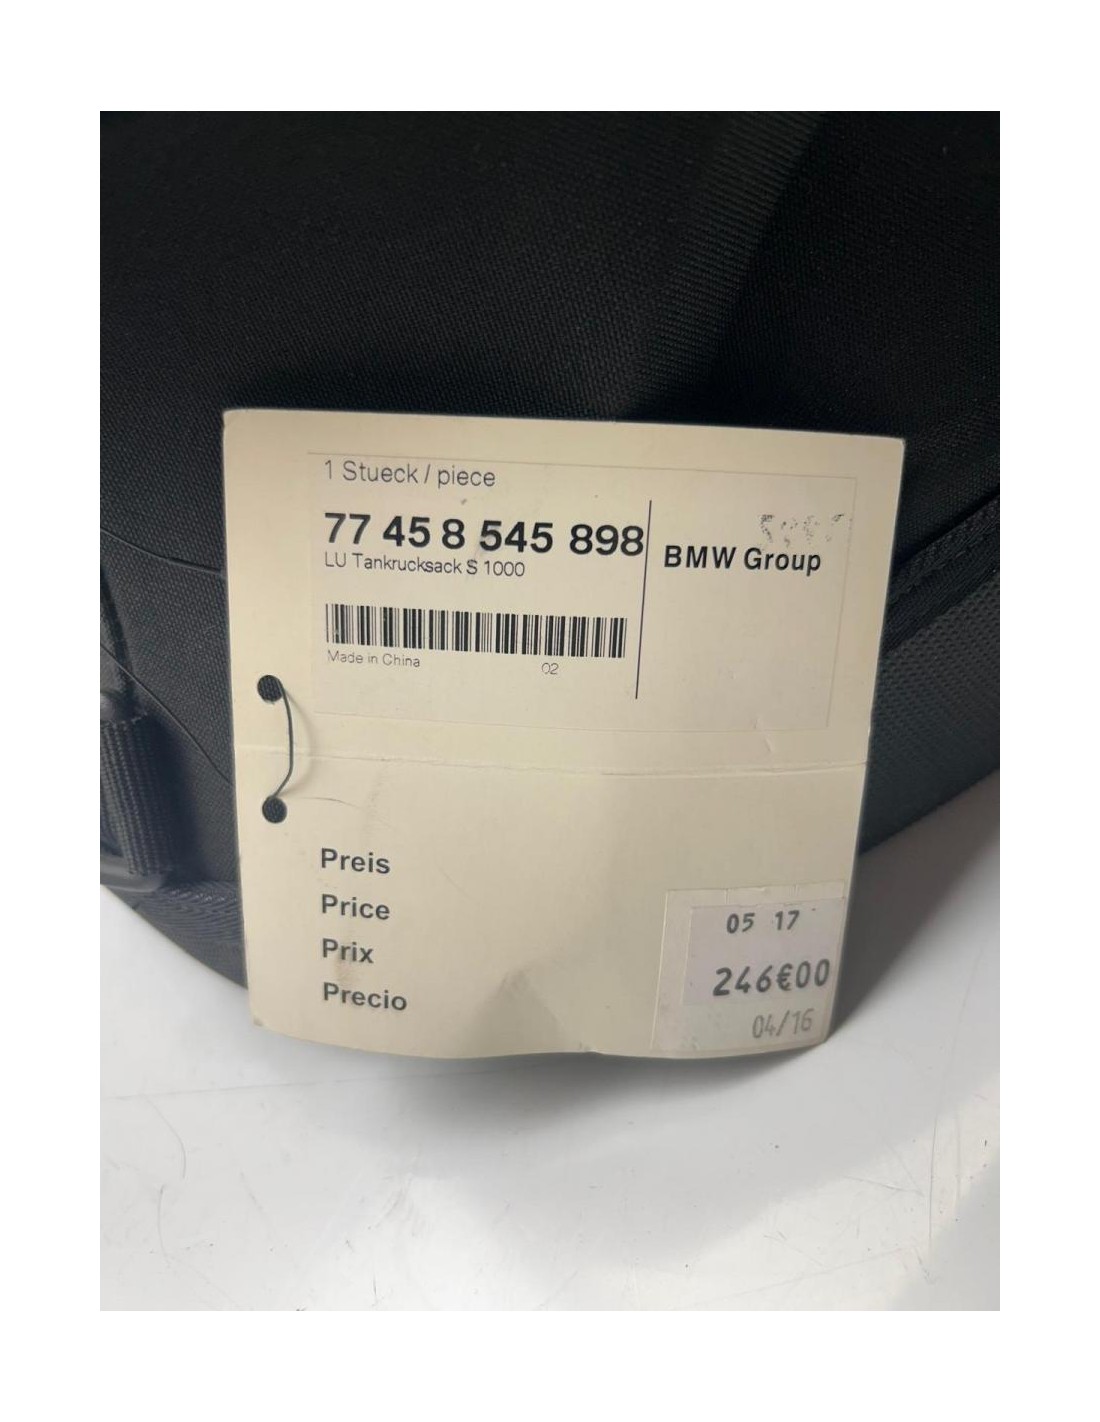 1 Stueck / piece
77 45 8 545 898
LU Tankrucksack S 1000
BMW Group
Made in China
02
Preis
Price
Prix
Precio
05 17
246€00
04/16